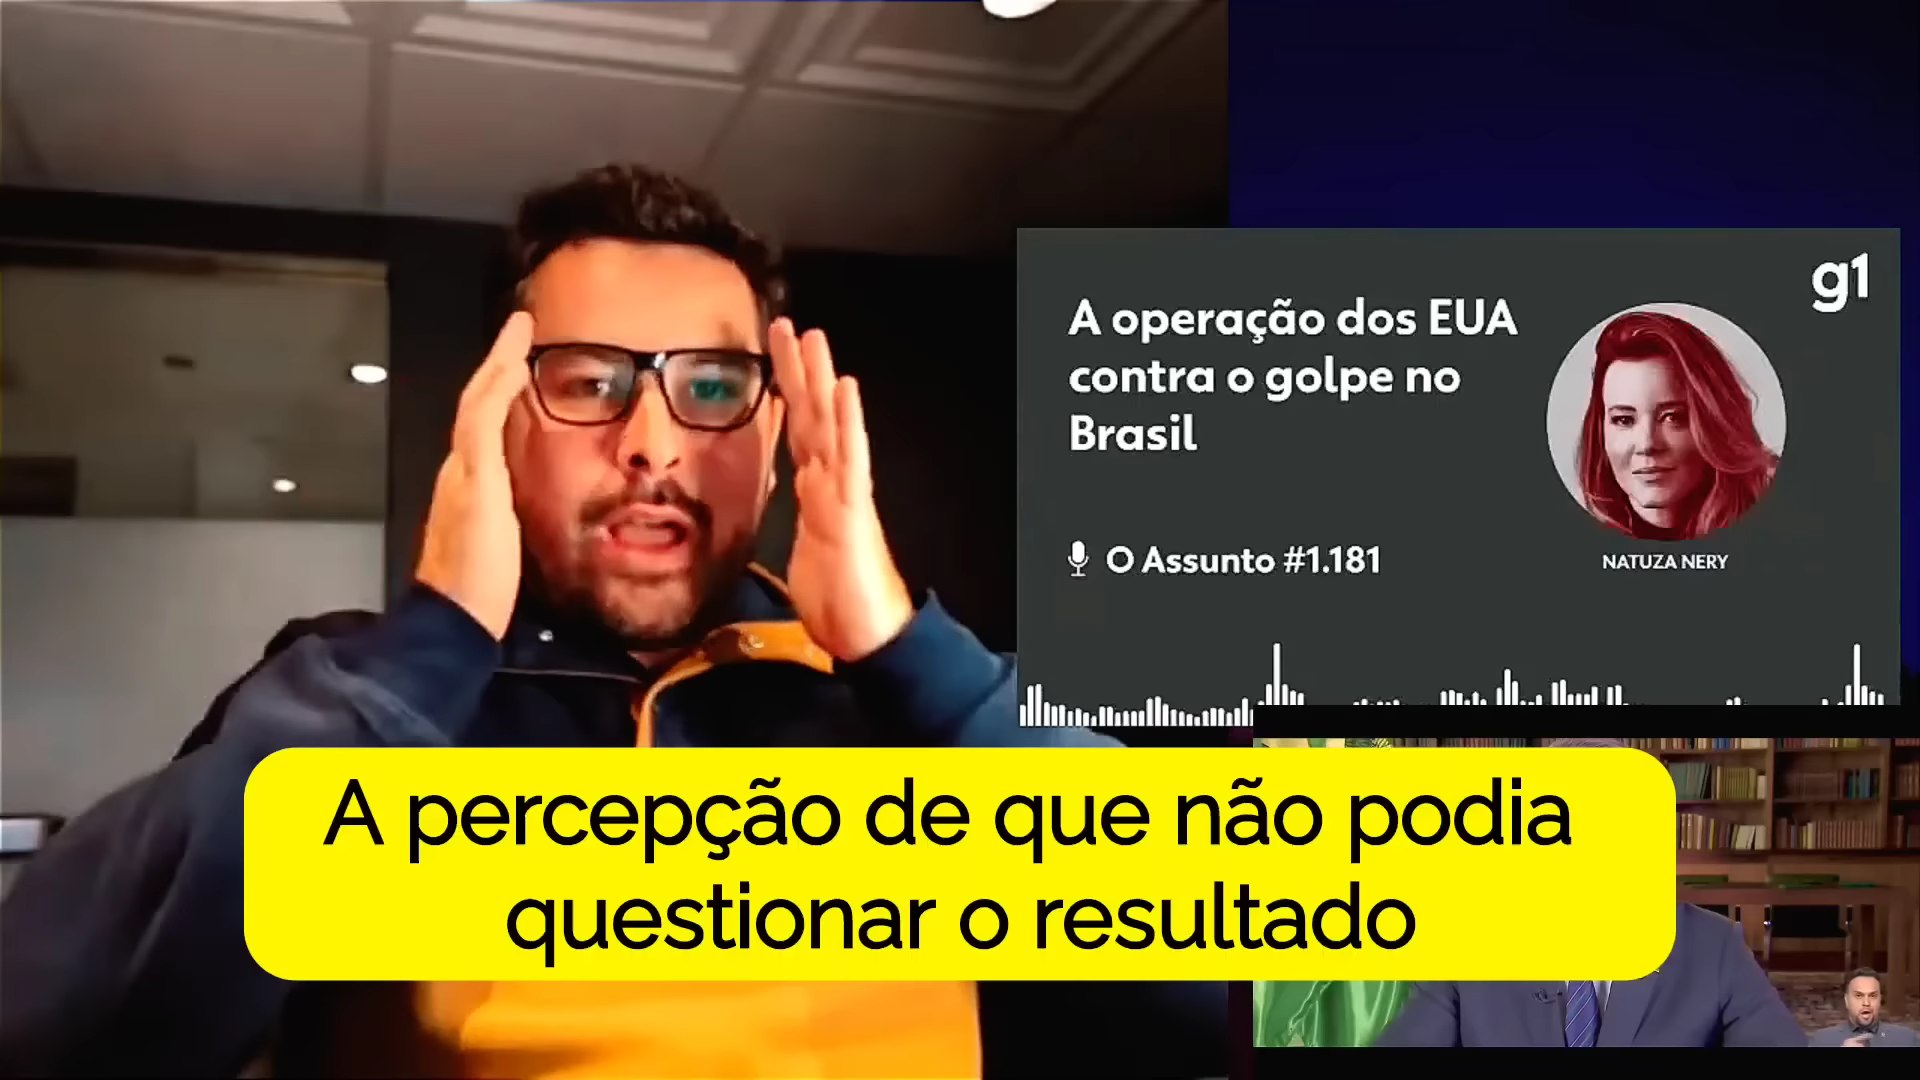 g1
A operação dos EUA
contra o golpe no
Brasil
O Assunto #1.181
NATUZA NERY
A percepção de que não podia
questionar o resultado